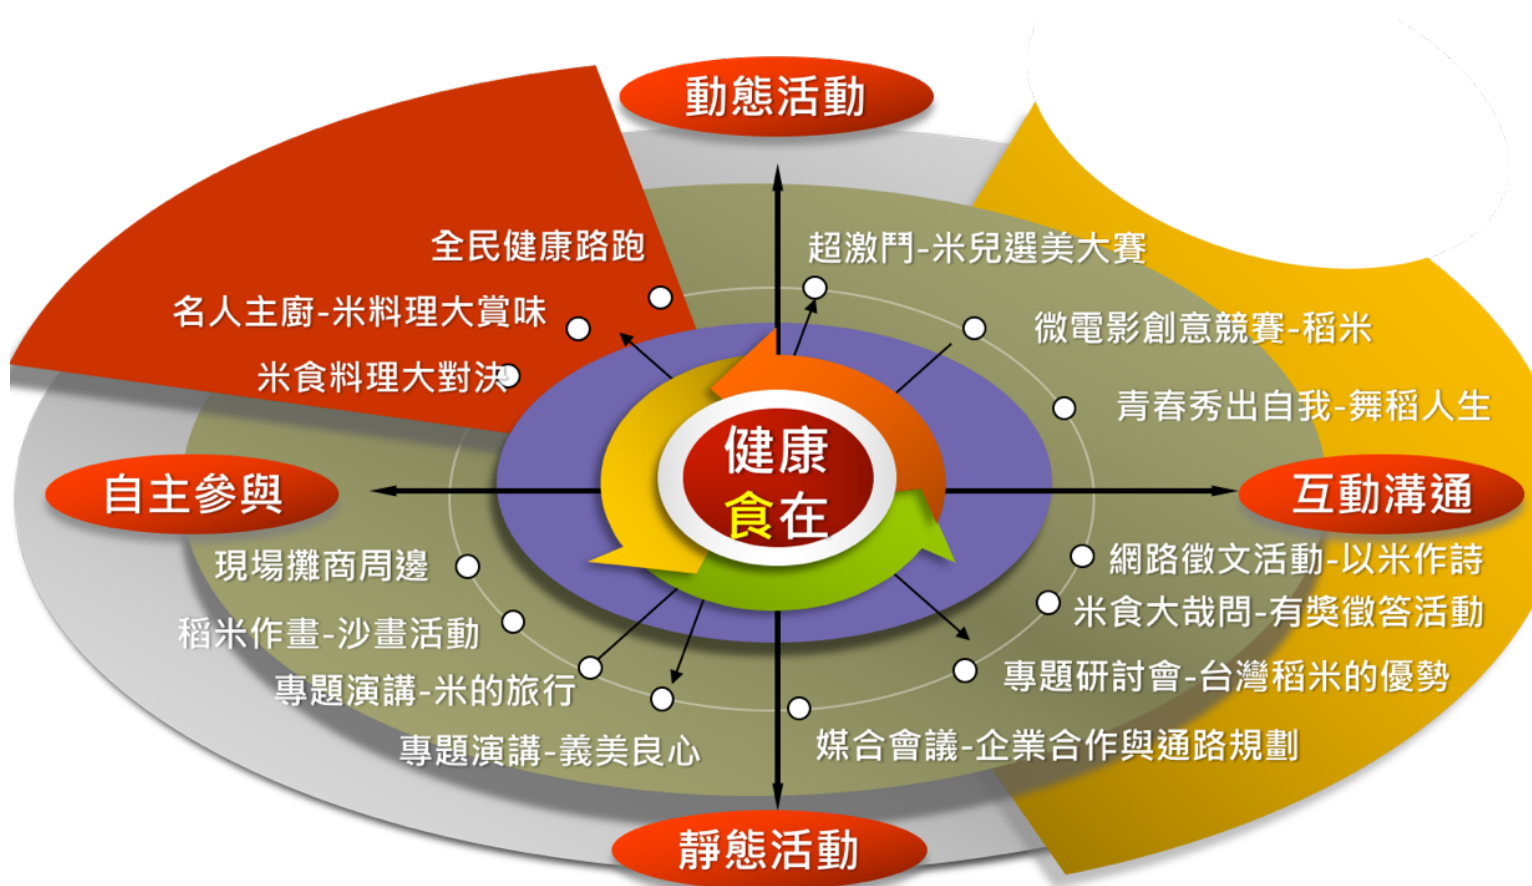 動態活動
全民健康路跑
超激鬥-米兒選美大賽
名人主廚-米料理大賞味
微電影創意競賽-稻米
米食料理大對決
青春秀出自我-舞稻人生
健康
食在
自主參與
互動溝通
現場攤商周邊
網路徵文活動-以米作詩
稻米作畫-沙畫活動
米食大哉問-有獎徵答活動
專題演講-米的旅行
專題研討會-台灣稻米的優勢
專題演講-義美良心
媒合會議-企業合作與通路規劃
靜態活動